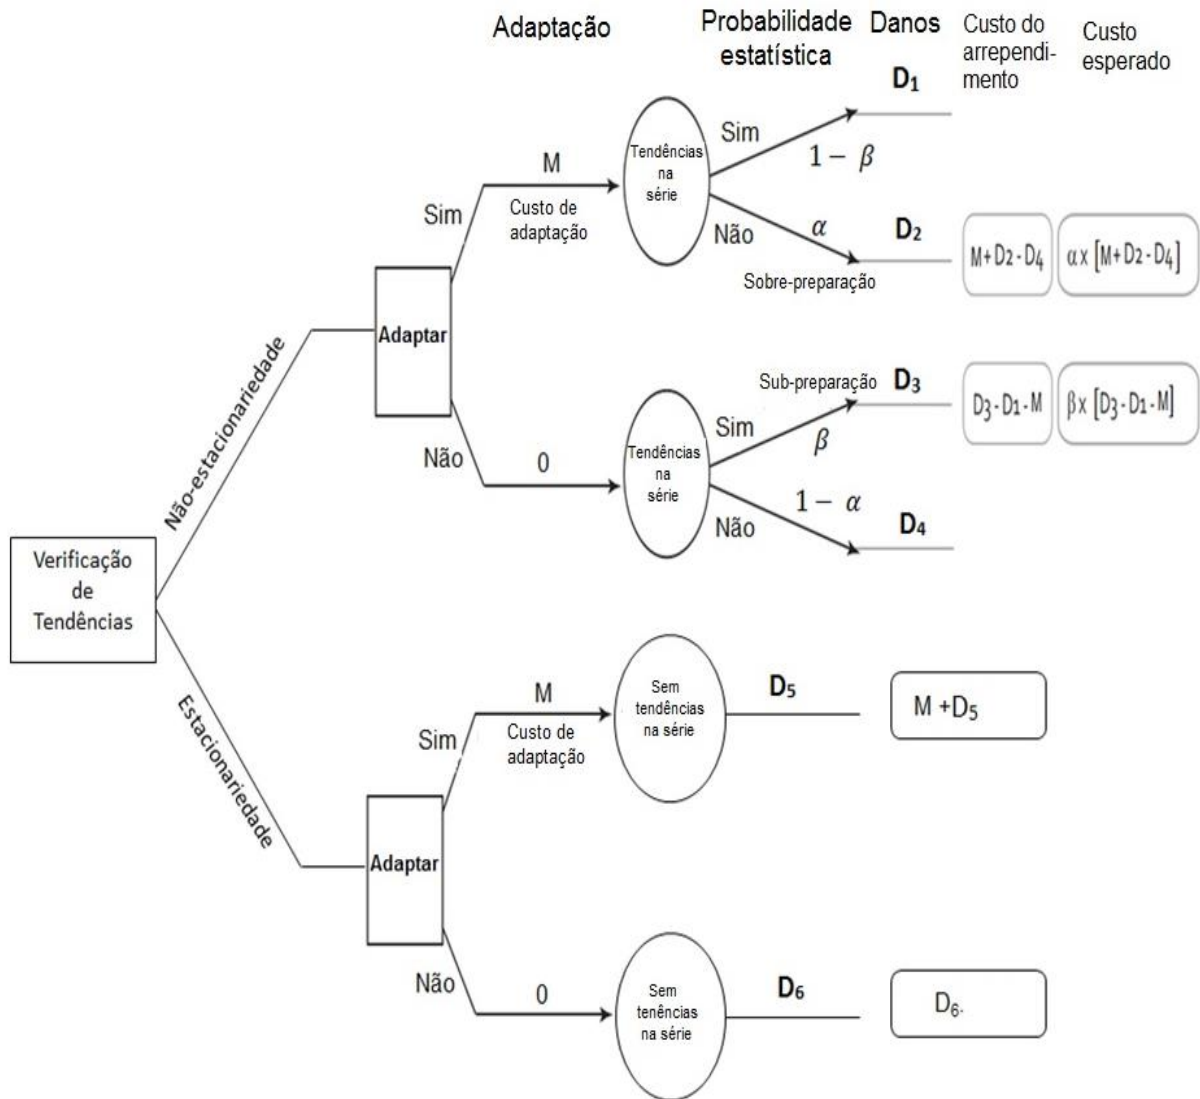 Adaptação
Probabilidade
estatística
Danos
Custo do
arrependi-
mento
Custo
esperado
D₁
Sim
1 − β
Tendências
na
série
M
Custo de
adaptação
Sim
Não
α
D₂
M+D2-D4
αx [M+D2-D4]
Sobre-preparação
Adaptar
Não-estacionariedade
Sub-preparação
D₃
D3-D1-M
βx [D3-D1-M]
Sim
β
Tendências
na
série
Não
0
1 − α
Não
D₄
Verificação
de
Tendências
Estacionariedade
Sim
M
Custo de
adaptação
Sem
tendências
na série
D₅
M +D₅
Adaptar
Não
0
Sem
tenências
na série
D₆
D₆.